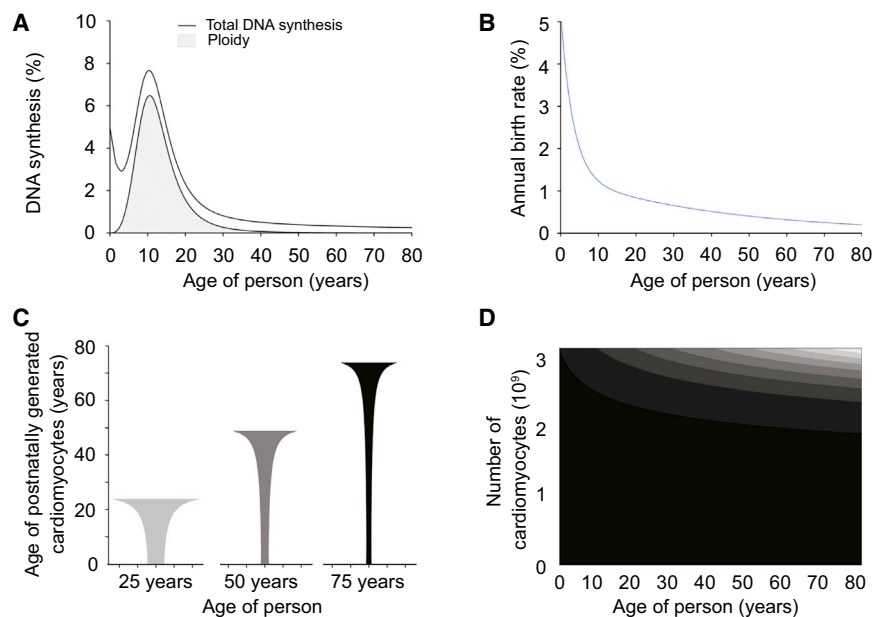 A
Total DNA synthesis
Ploidy
DNA synthesis (%)
10
8
6
4
2
0
0 10 20 30 40 50 60 70 80
Age of person (years)
B
Annual birth rate (%)
5
4
3
2
1
0
0 10 20 30 40 50 60 70 80
Age of person (years)
C
Age of postnatally generated
cardiomyocytes (years)
80
60
40
20
0
25 years 50 years 75 years
Age of person
D
Number of
cardiomyocytes (10⁹)
3
2
1
0
0 10 20 30 40 50 60 70 80
Age of person (years)